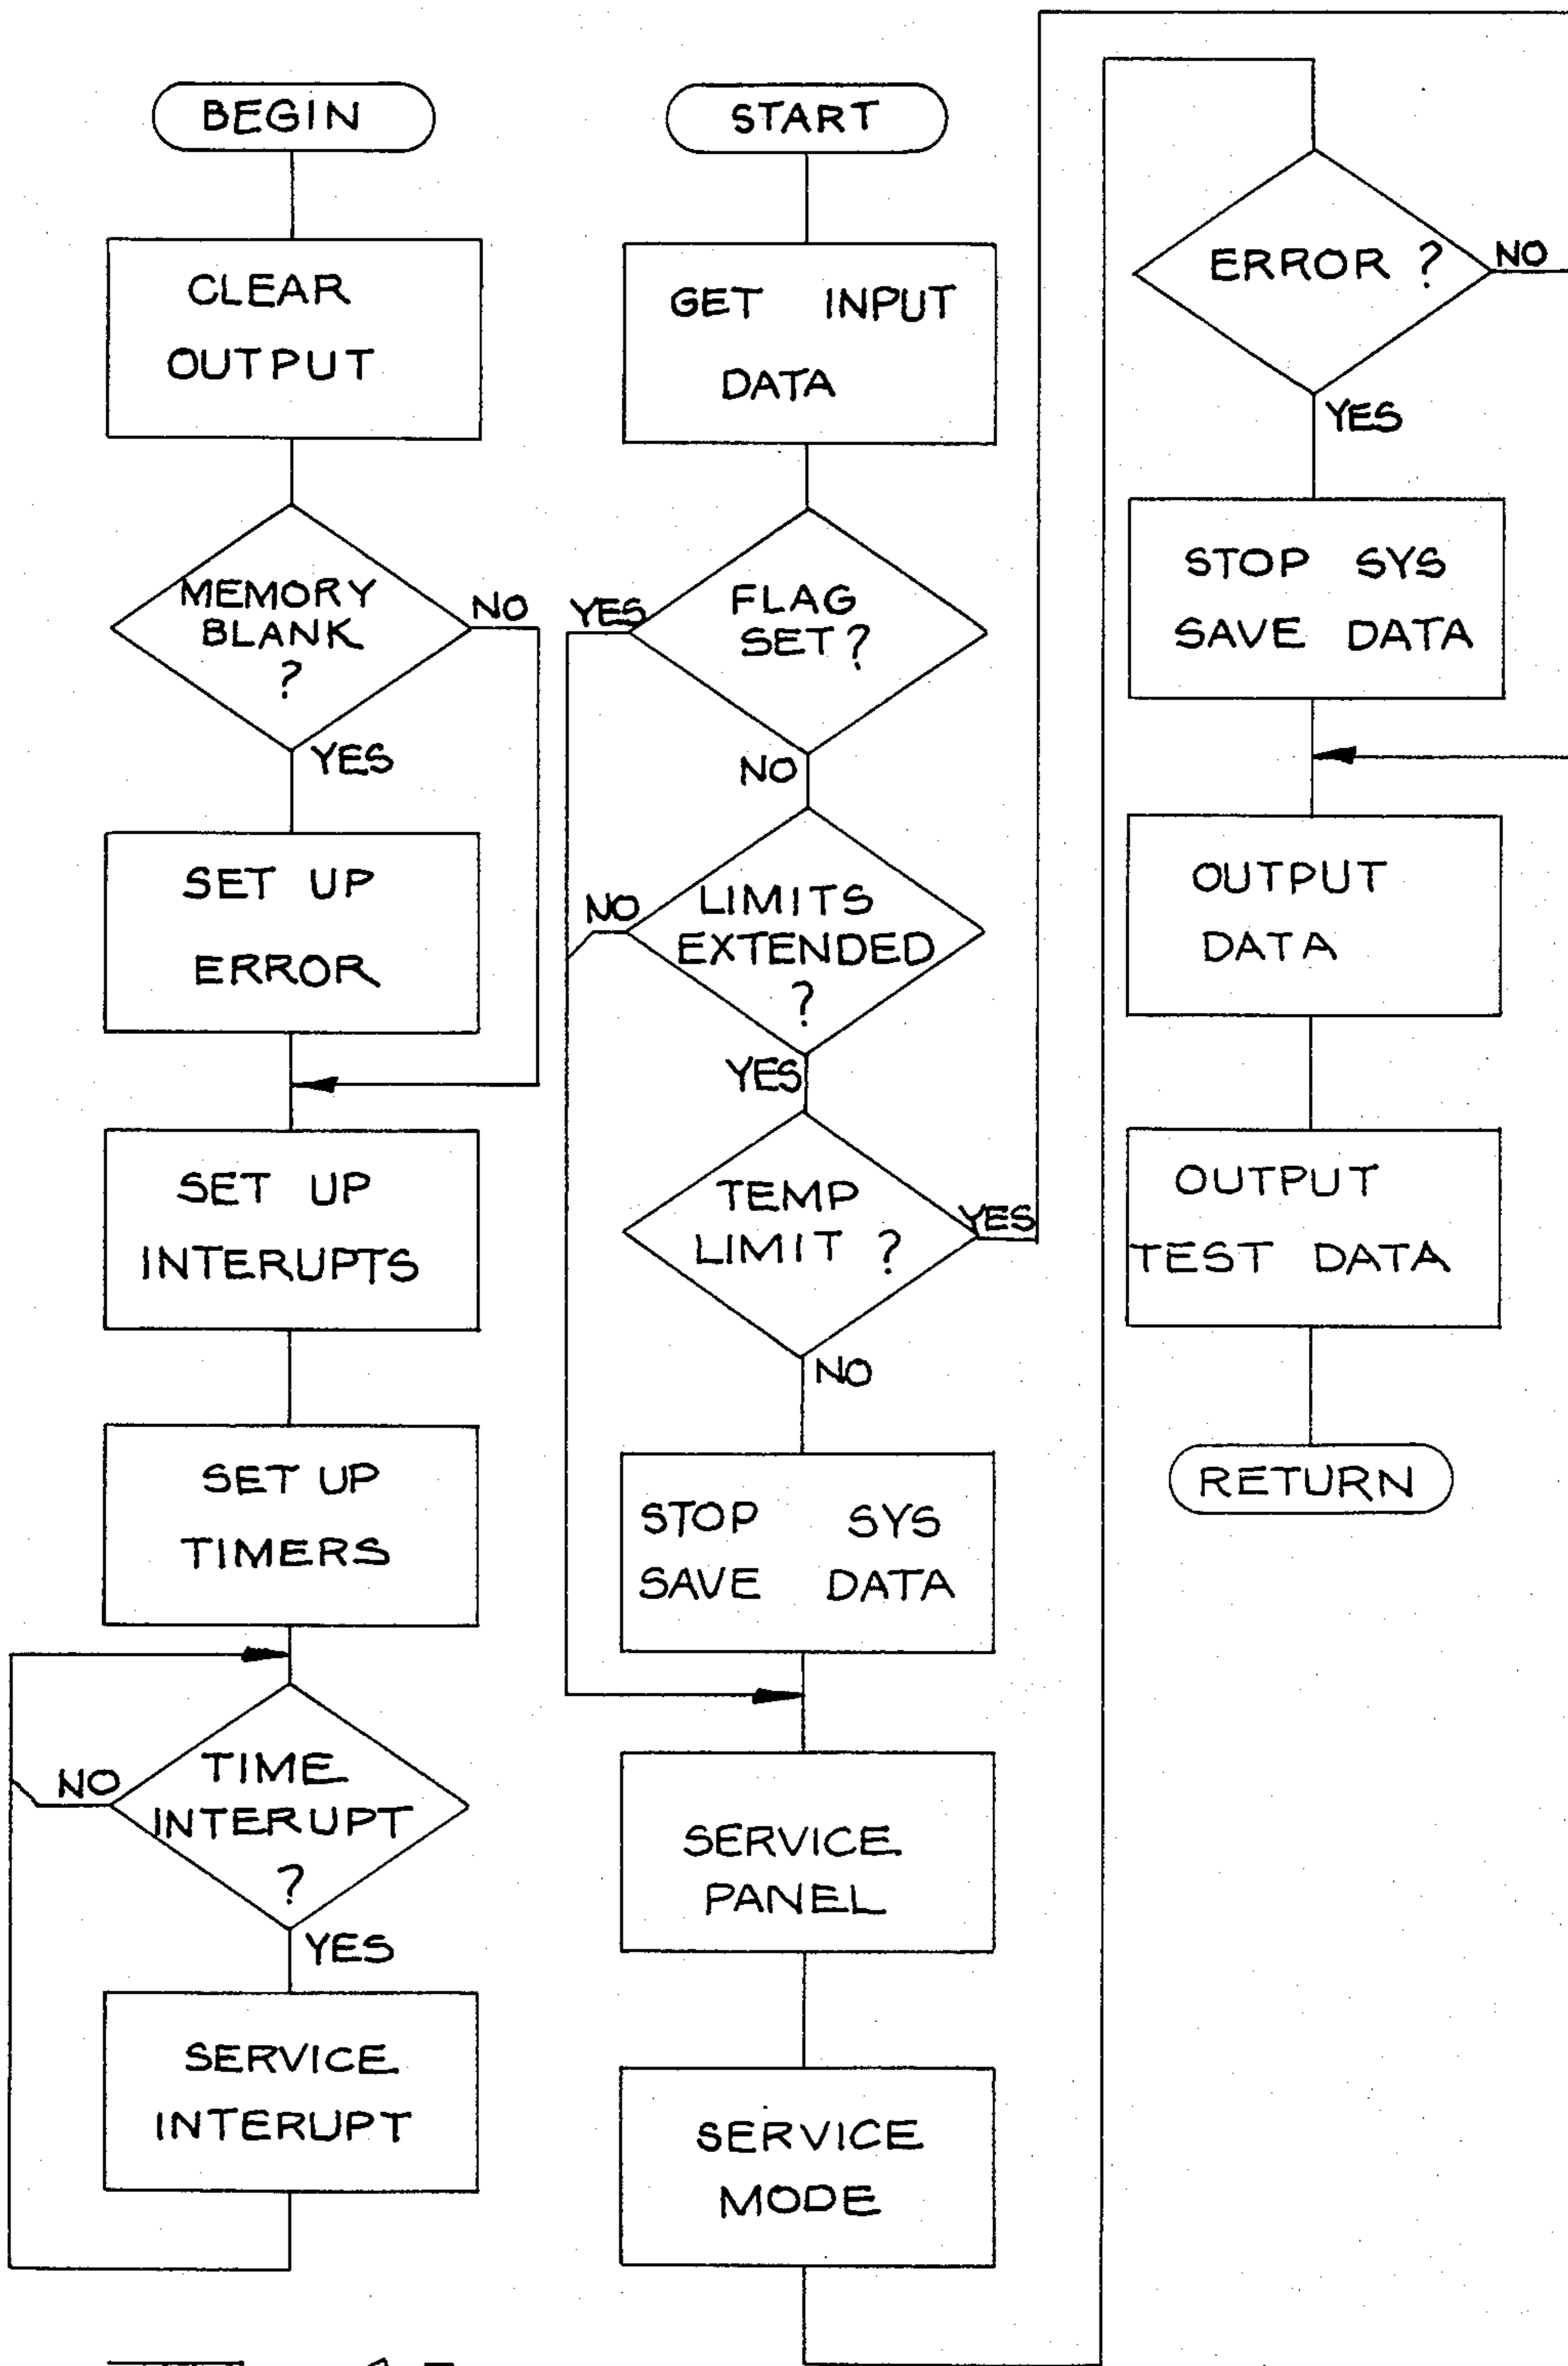 BEGIN
CLEAR
OUTPUT
MEMORY
BLANK
?
NO
YES
SET UP
ERROR
SET UP
INTERUPTS
SET UP
TIMERS
TIME
INTERUPT
?
NO
YES
SERVICE
INTERUPT
START
GET INPUT
DATA
FLAG
SET?
YES
NO
LIMITS
EXTENDED
?
NO
YES
TEMP
LIMIT ?
YES
NO
STOP SYS
SAVE DATA
SERVICE
PANEL
SERVICE
MODE
ERROR ?
NO
YES
STOP SYS
SAVE DATA
OUTPUT
DATA
OUTPUT
TEST DATA
RETURN